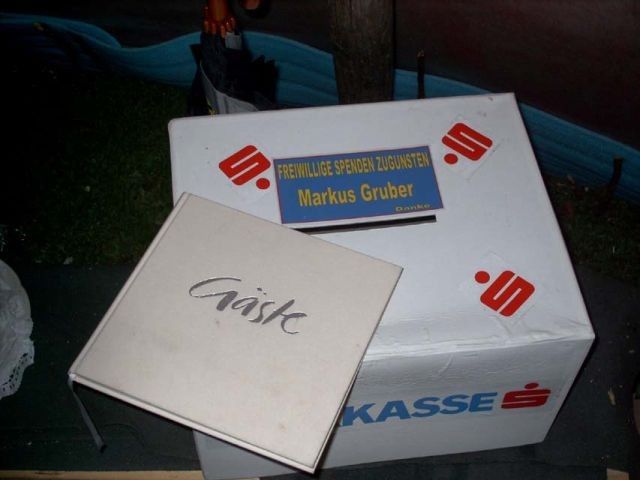 FREIWILLIGE SPENDEN ZUGUNSTEN
Markus Gruber
Danke
Gäste
KASSE